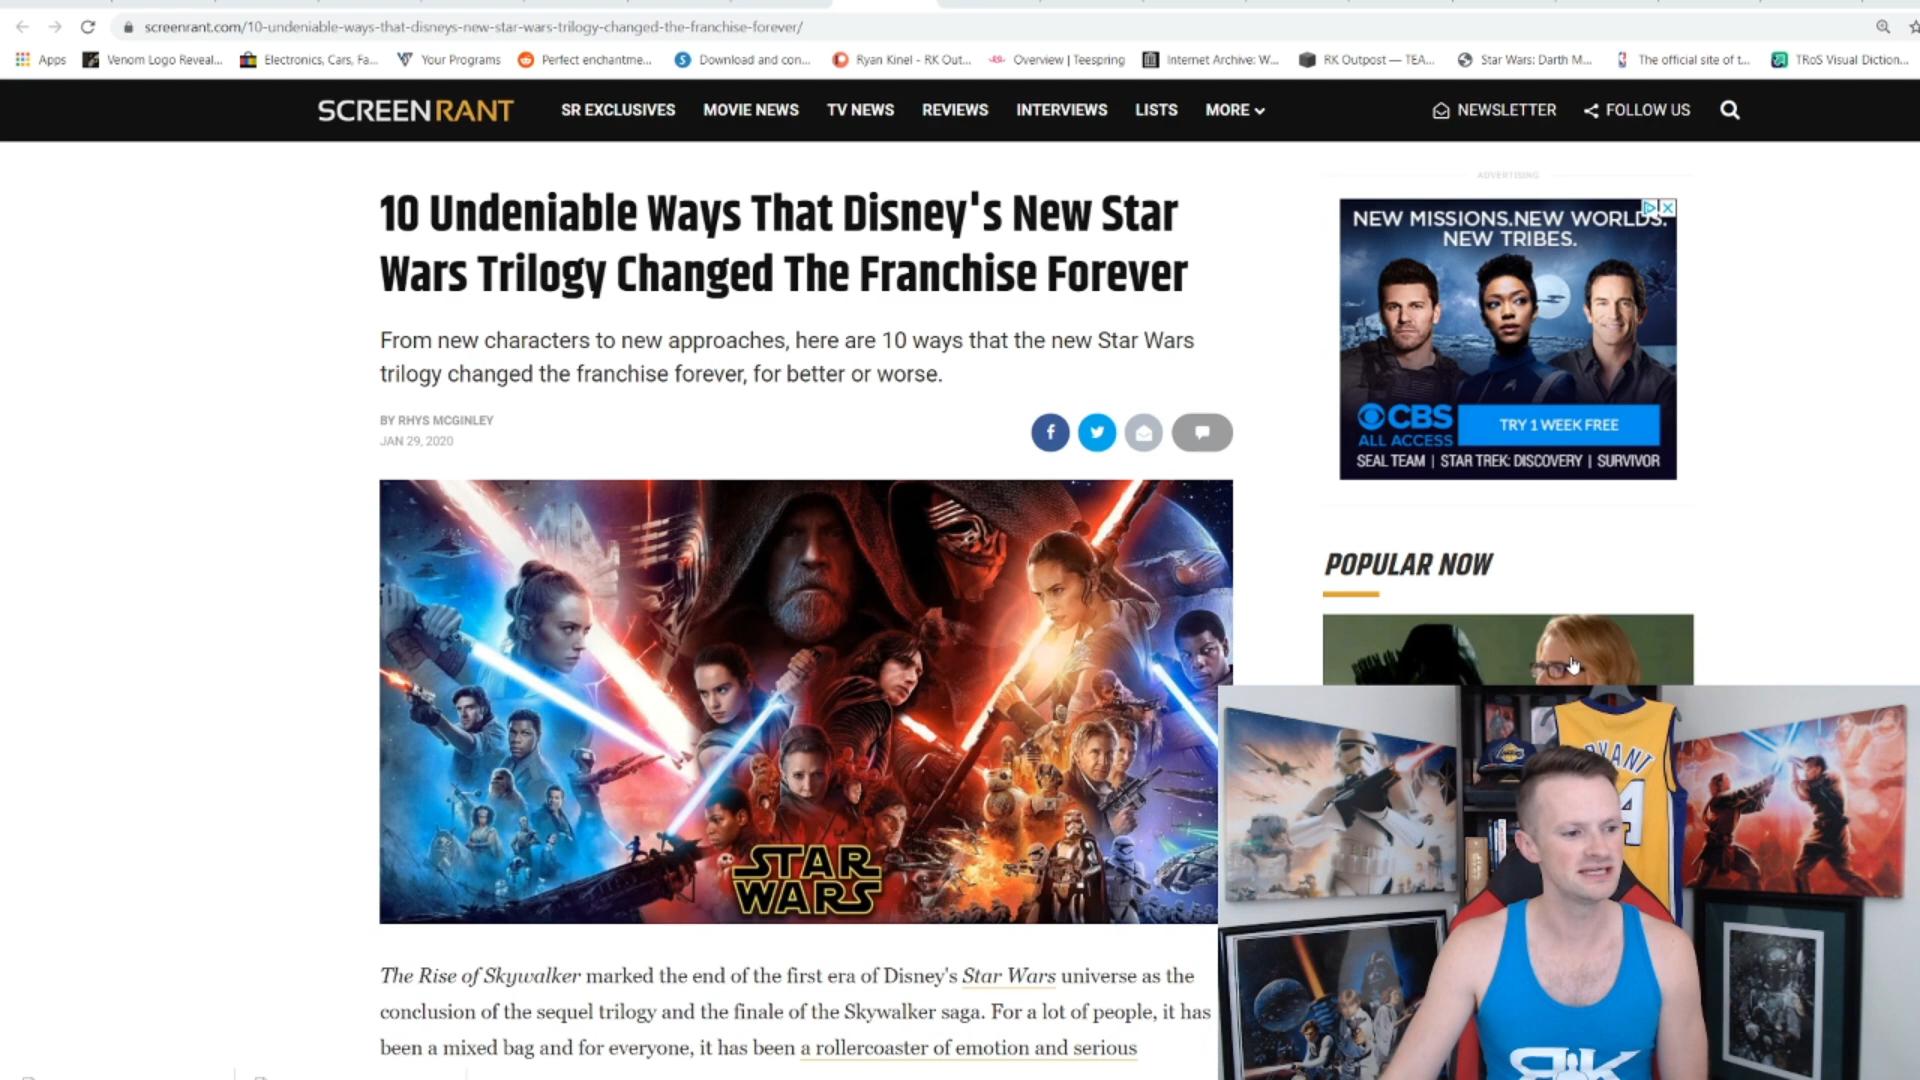 screenrant.com/10-undeniable-ways-that-disneys-new-star-wars-trilogy-changed-the-franchise-forever/
Apps Venom Logo Reveal... Electronics, Cars, Fa... Your Programs Perfect enchantme... Download and con... Ryan Kinel - RK Out... Overview | Teespring Internet Archive: W... RK Outpost — TEA... Star Wars: Darth M... The official site of t... TRoS Visual Diction...
SCREENRANT SR EXCLUSIVES MOVIE NEWS TV NEWS REVIEWS INTERVIEWS LISTS MORE NEWSLETTER FOLLOW US
10 Undeniable Ways That Disney's New Star
Wars Trilogy Changed The Franchise Forever
From new characters to new approaches, here are 10 ways that the new Star Wars
trilogy changed the franchise forever, for better or worse.
BY RHYS MCGINLEY
JAN 29, 2020
ADVERTISING
NEW MISSIONS.NEW WORLDS.
NEW TRIBES.
CBS
ALL ACCESS
TRY 1 WEEK FREE
SEAL TEAM | STAR TREK: DISCOVERY | SURVIVOR
POPULAR NOW
STAR
WARS
The Rise of Skywalker marked the end of the first era of Disney's Star Wars universe as the
conclusion of the sequel trilogy and the finale of the Skywalker saga. For a lot of people, it has
been a mixed bag and for everyone, it has been a rollercoaster of emotion and serious
RYANT
4
RK